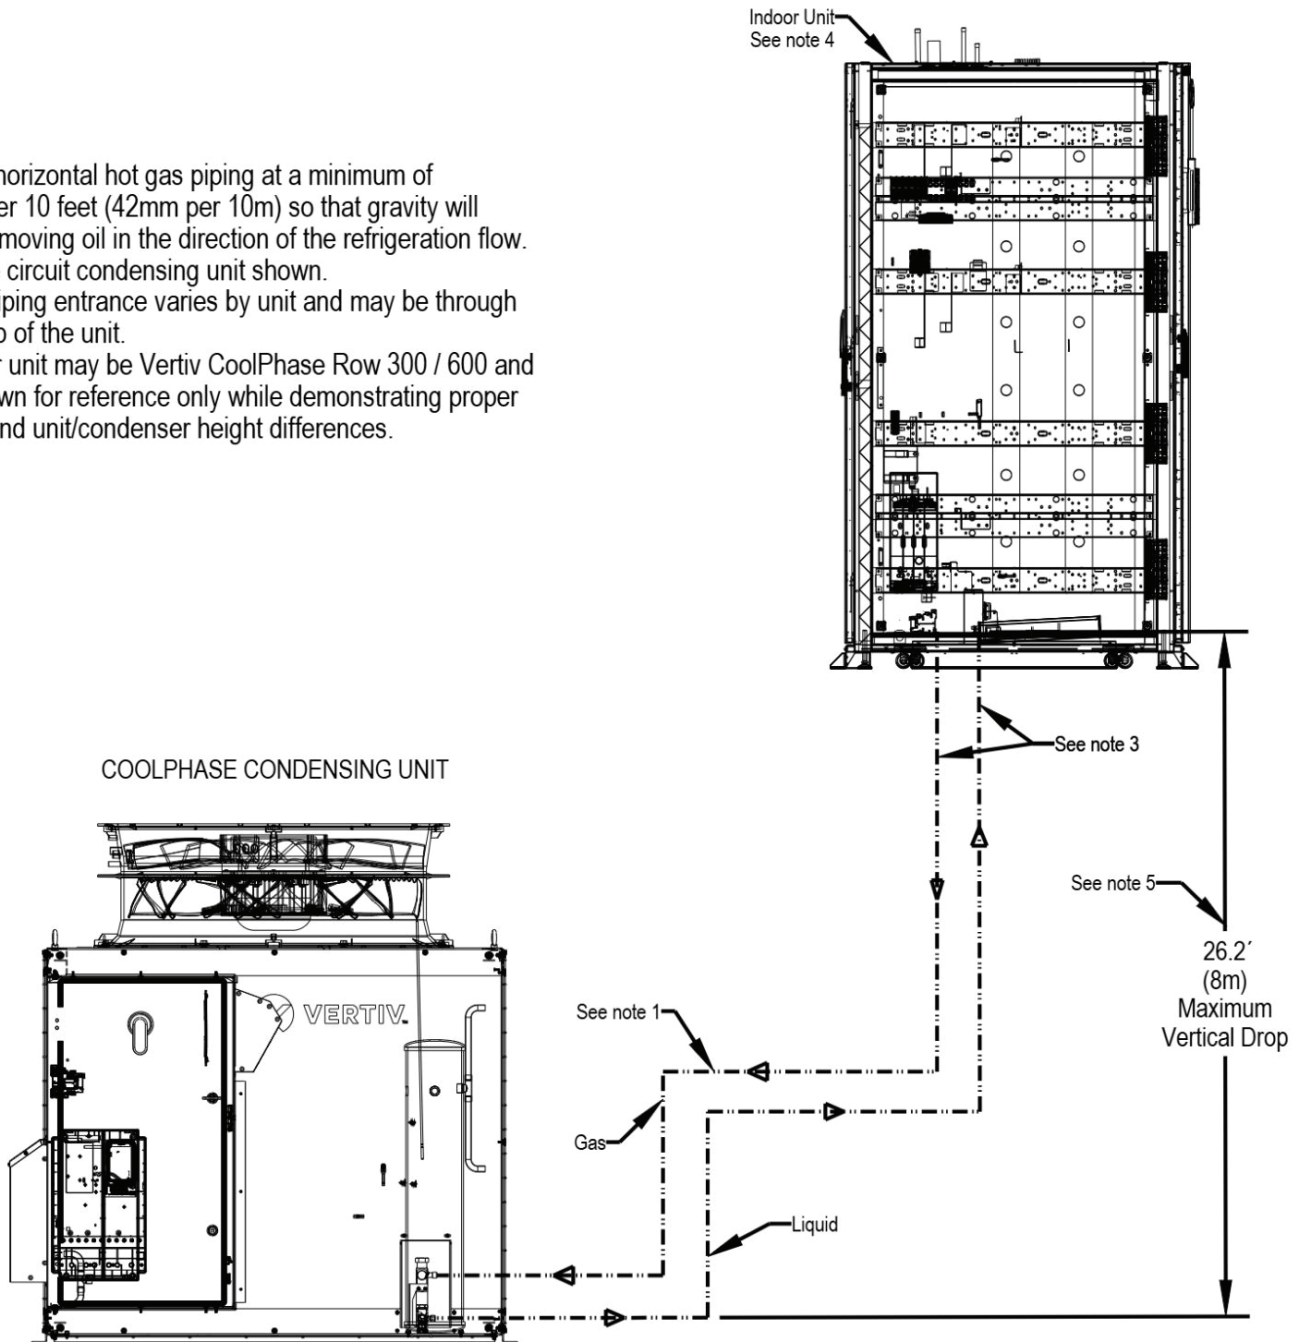 Indoor Unit
See note 4
horizontal hot gas piping at a minimum of
er 10 feet (42mm per 10m) so that gravity will
moving oil in the direction of the refrigeration flow.
circuit condensing unit shown.
iping entrance varies by unit and may be through
of the unit.
unit may be Vertiv CoolPhase Row 300 / 600 and
wn for reference only while demonstrating proper
nd unit/condenser height differences.
See note 3
COOLPHASE CONDENSING UNIT
See note 5
26.2´
(8m)
Maximum
Vertical Drop
VERTIV™
See note 1
Gas
Liquid